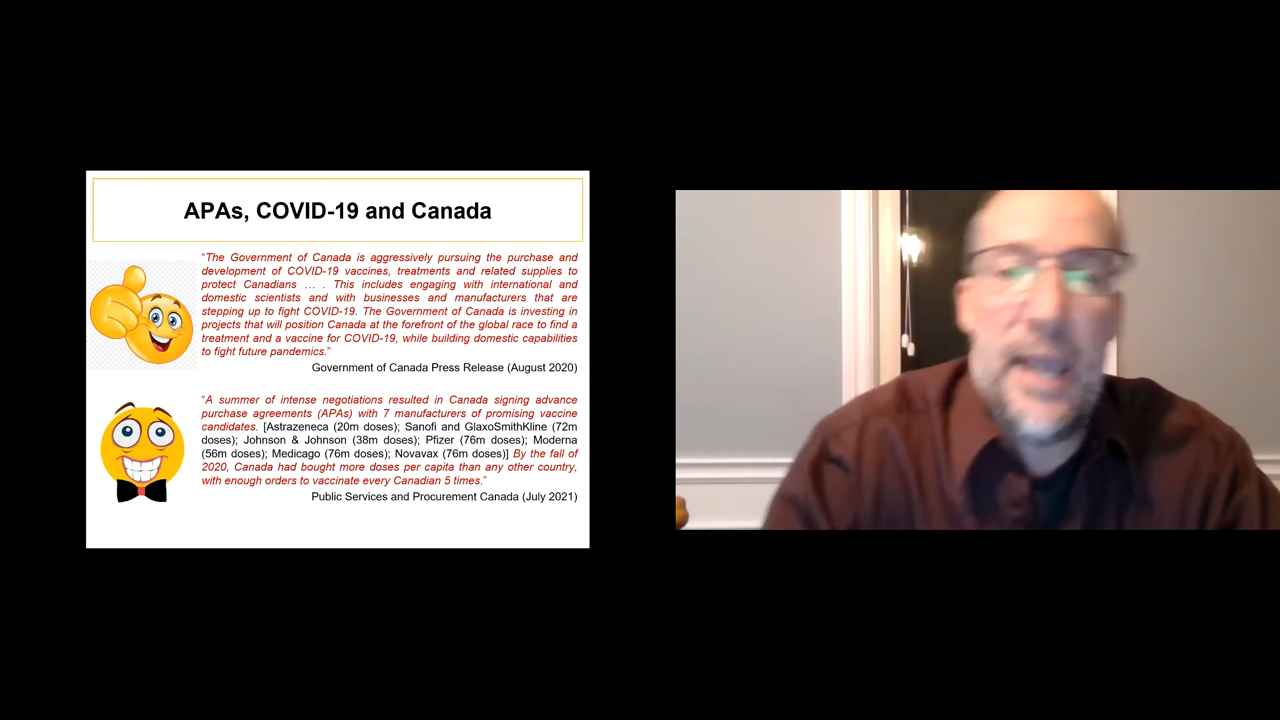 APAs, COVID-19 and Canada
“The Government of Canada is aggressively pursuing the purchase and
development of COVID-19 vaccines, treatments and related supplies to
protect Canadians … . This includes engaging with international and
domestic scientists and with businesses and manufacturers that are
stepping up to fight COVID-19. The Government of Canada is investing in
projects that will position Canada at the forefront of the global race to find a
treatment and a vaccine for COVID-19, while building domestic capabilities
to fight future pandemics.”
Government of Canada Press Release (August 2020)
“A summer of intense negotiations resulted in Canada signing advance
purchase agreements (APAs) with 7 manufacturers of promising vaccine
candidates. [Astrazeneca (20m doses); Sanofi and GlaxoSmithKline (72m
doses); Johnson & Johnson (38m doses); Pfizer (76m doses); Moderna
(56m doses); Medicago (76m doses); Novavax (76m doses)] By the fall of
2020, Canada had bought more doses per capita than any other country,
with enough orders to vaccinate every Canadian 5 times.”
Public Services and Procurement Canada (July 2021)